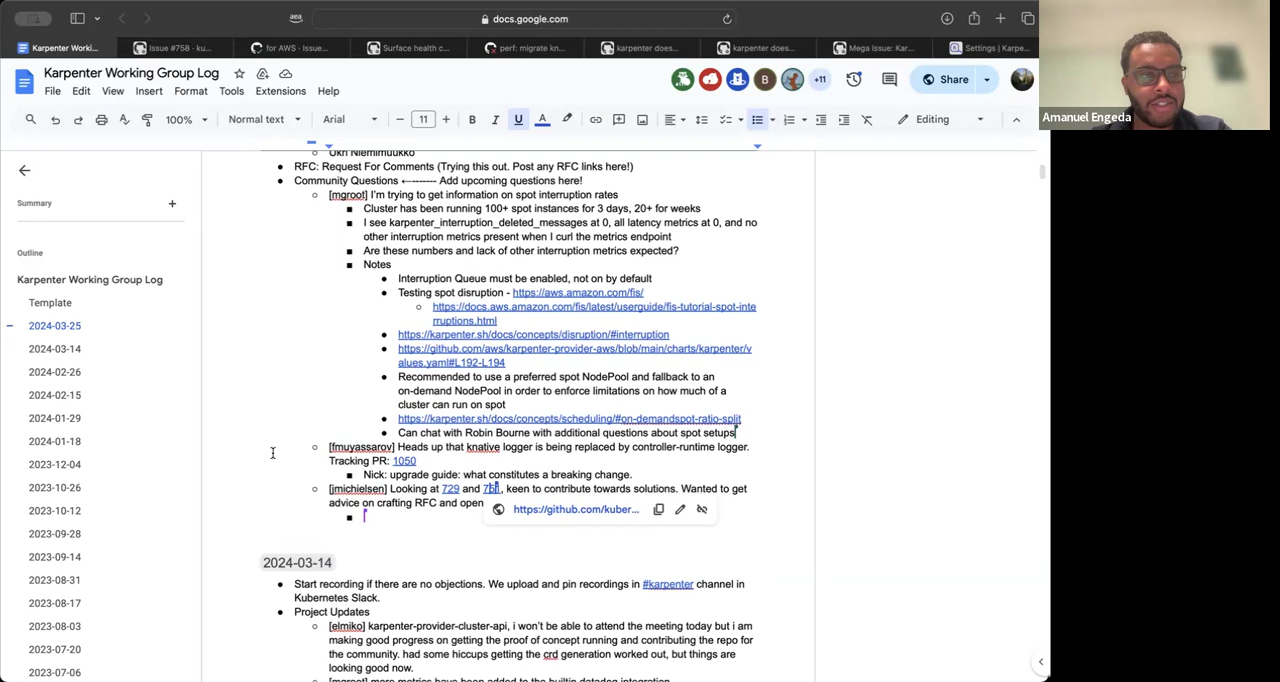 aea
docs.google.com
Karpenter Worki...
Issue #758 · ku...
for AWS · Issue...
Surface health c...
perf: migrate kn...
karpenter does...
karpenter does...
Mega Issue: Kar...
Settings | Karpe...
Karpenter Working Group Log
File Edit View Insert Format Tools Extensions Help
B
+11
Share
100%
Normal text
Arial
11
Editing
Amanuel Engeda
Summary
Outline
Karpenter Working Group Log
Template
2024-03-25
2024-03-14
2024-02-26
2024-02-15
2024-01-29
2024-01-18
2023-12-04
2023-10-26
2023-10-12
2023-09-28
2023-09-14
2023-08-31
2023-08-17
2023-08-03
2023-07-20
2023-07-06
Ukri Niemimuukko
RFC: Request For Comments (Trying this out. Post any RFC links here!)
Community Questions ←------- Add upcoming questions here!
[mgroot] I'm trying to get information on spot interruption rates
Cluster has been running 100+ spot instances for 3 days, 20+ for weeks
I see karpenter_interruption_deleted_messages at 0, all latency metrics at 0, and no
other interruption metrics present when I curl the metrics endpoint
Are these numbers and lack of other interruption metrics expected?
Notes
Interruption Queue must be enabled, not on by default
Testing spot disruption - https://aws.amazon.com/fis/
https://docs.aws.amazon.com/fis/latest/userguide/fis-tutorial-spot-inte
rruptions.html
https://karpenter.sh/docs/concepts/disruption/#interruption
https://github.com/aws/karpenter-provider-aws/blob/main/charts/karpenter/v
alues.yaml#L192-L194
Recommended to use a preferred spot NodePool and fallback to an
on-demand NodePool in order to enforce limitations on how much of a
cluster can run on spot
https://karpenter.sh/docs/concepts/scheduling/#on-demandspot-ratio-split
Can chat with Robin Bourne with additional questions about spot setups
[fmuyassarov] Heads up that knative logger is being replaced by controller-runtime logger.
Tracking PR: 1050
Nick: upgrade guide: what constitutes a breaking change.
[jmichielsen] Looking at 729 and , keen to contribute towards solutions. Wanted to get
advice on crafting RFC and open
https://github.com/kuber...
2024-03-14
Start recording if there are no objections. We upload and pin recordings in #karpenter channel in
Kubernetes Slack.
Project Updates
[elmiko] karpenter-provider-cluster-api, i won't be able to attend the meeting today but i am
making good progress on getting the proof of concept running and contributing the repo for
the community. had some hiccups getting the crd generation worked out, but things are
looking good now.
[mgroot] more metrics have been added to the builtin datadog integration